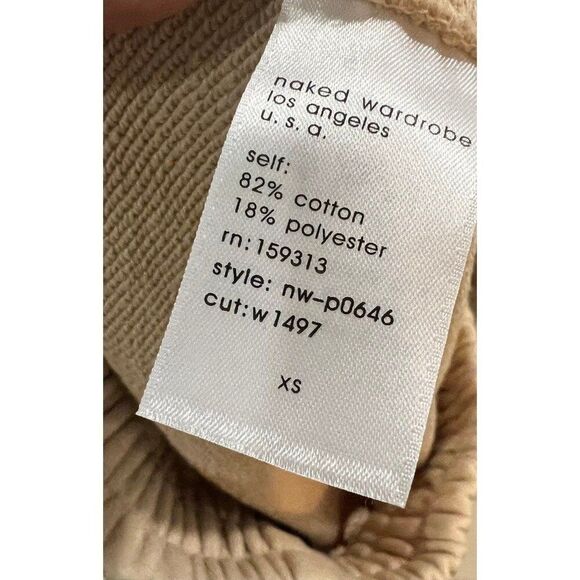 naked wardrobe
los angeles
u. s. a.
self:
82% cotton
18% polyester
rn: 159313
style: nw-p0646
cut: w1497
xs